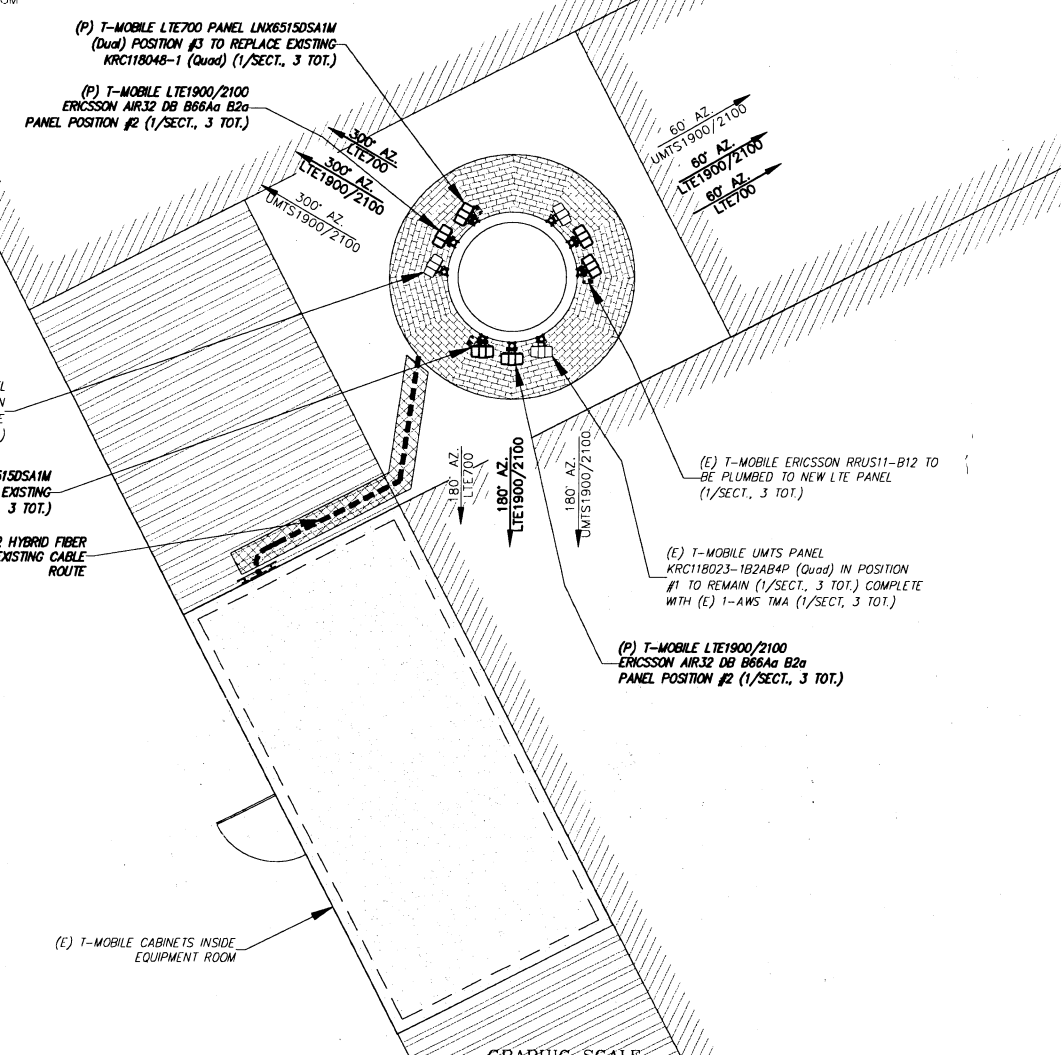 OM
(P) T-MOBILE LTE700 PANEL LNX6515DSA1M
(Dual) POSITION #3 TO REPLACE EXISTING
KRC118048-1 (Quad) (1/SECT., 3 TOT.)
(P) T-MOBILE LTE1900/2100
ERICSSON AIR32 DB B66Aa B2a
PANEL POSITION #2 (1/SECT., 3 TOT.)
300° AZ.
LTE700
300° AZ.
LTE1900/2100
300° AZ.
UMTS1900/2100
60° AZ.
UMTS1900/2100
60° AZ.
LTE1900/2100
60° AZ.
LTE700
EL
N
E
)
515DSA1M
EXISTING
3 TOT.)
2 HYBRID FIBER
EXISTING CABLE
ROUTE
180° AZ.
LTE700
180° AZ.
LTE1900/2100
180° AZ.
UMTS1900/2100
(E) T-MOBILE ERICSSON RRUS11-B12 TO
BE PLUMBED TO NEW LTE PANEL
(1/SECT., 3 TOT.)
(E) T-MOBILE UMTS PANEL
KRC118023-1B2AB4P (Quad) IN POSITION
#1 TO REMAIN (1/SECT., 3 TOT.) COMPLETE
WITH (E) 1-AWS TMA (1/SECT, 3 TOT.)
(P) T-MOBILE LTE1900/2100
ERICSSON AIR32 DB B66Aa B2a
PANEL POSITION #2 (1/SECT., 3 TOT.)
(E) T-MOBILE CABINETS INSIDE
EQUIPMENT ROOM
GRAPHIC SCALE